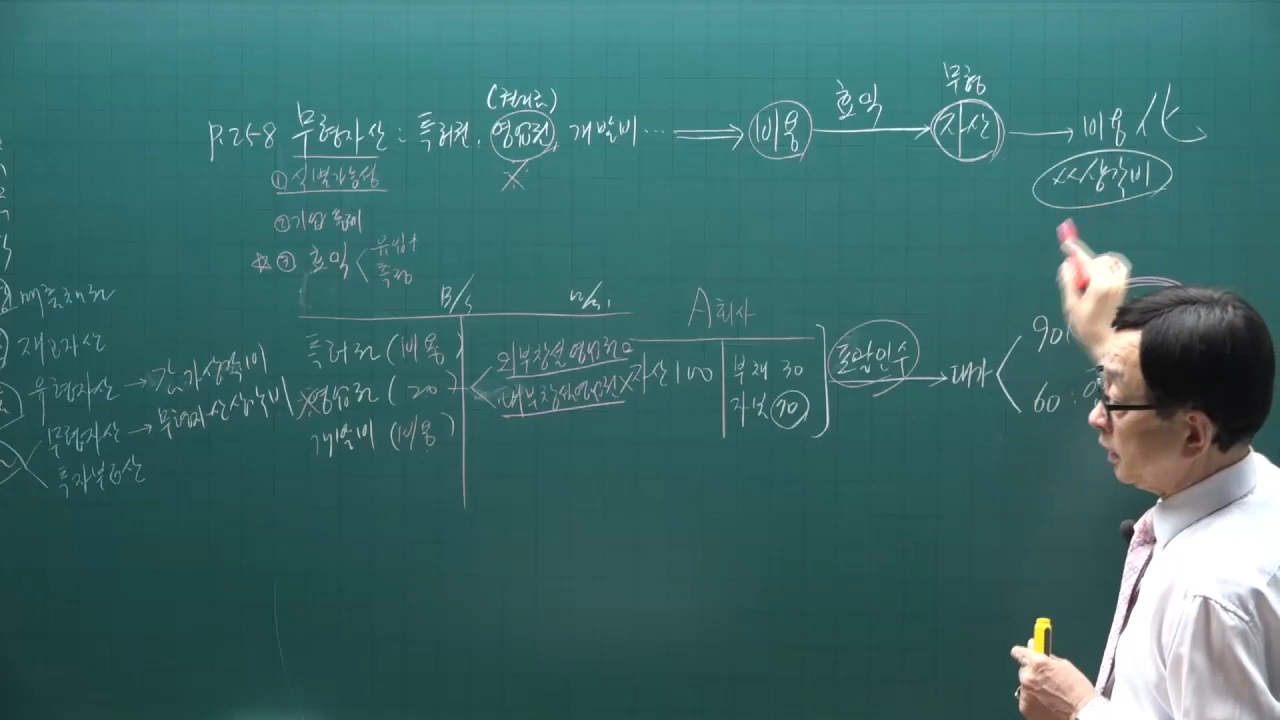 (권리금)
p.258 무형자산 : 특허권, 영업권, 개발비 … ⇒ 비용 → 효익 → 무형 자산 → 비용化
※
xx상각비
① 식별가능성
② 기업 통제
☆ ③ 효익 < 유입↑ 측정
B/S
A회사
매출채권
재고자산
유형자산 → 감가상각비
무형자산 → 무형자산상각비
투자부동산
특허권 (비용)
※영업권 (20)
개발비 (비용)
외부창설영업권 o
내부창설영업권 x
자산 100
부채 30
자본 70
포괄인수
대가
90
60 :